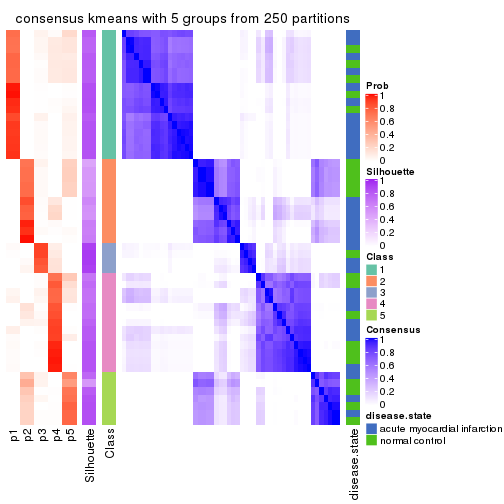 consensus kmeans with 5 groups from 250 partitions
Prob
1
0.8
0.6
0.4
0.2
0
Silhouette
1
0.8
0.6
0.4
0.2
0
Class
1
2
3
4
5
Consensus
1
0.8
0.6
0.4
0.2
0
disease.state
acute myocardial infarction
normal control
p1
p2
p3
p4
p5
Silhouette
Class
disease.state